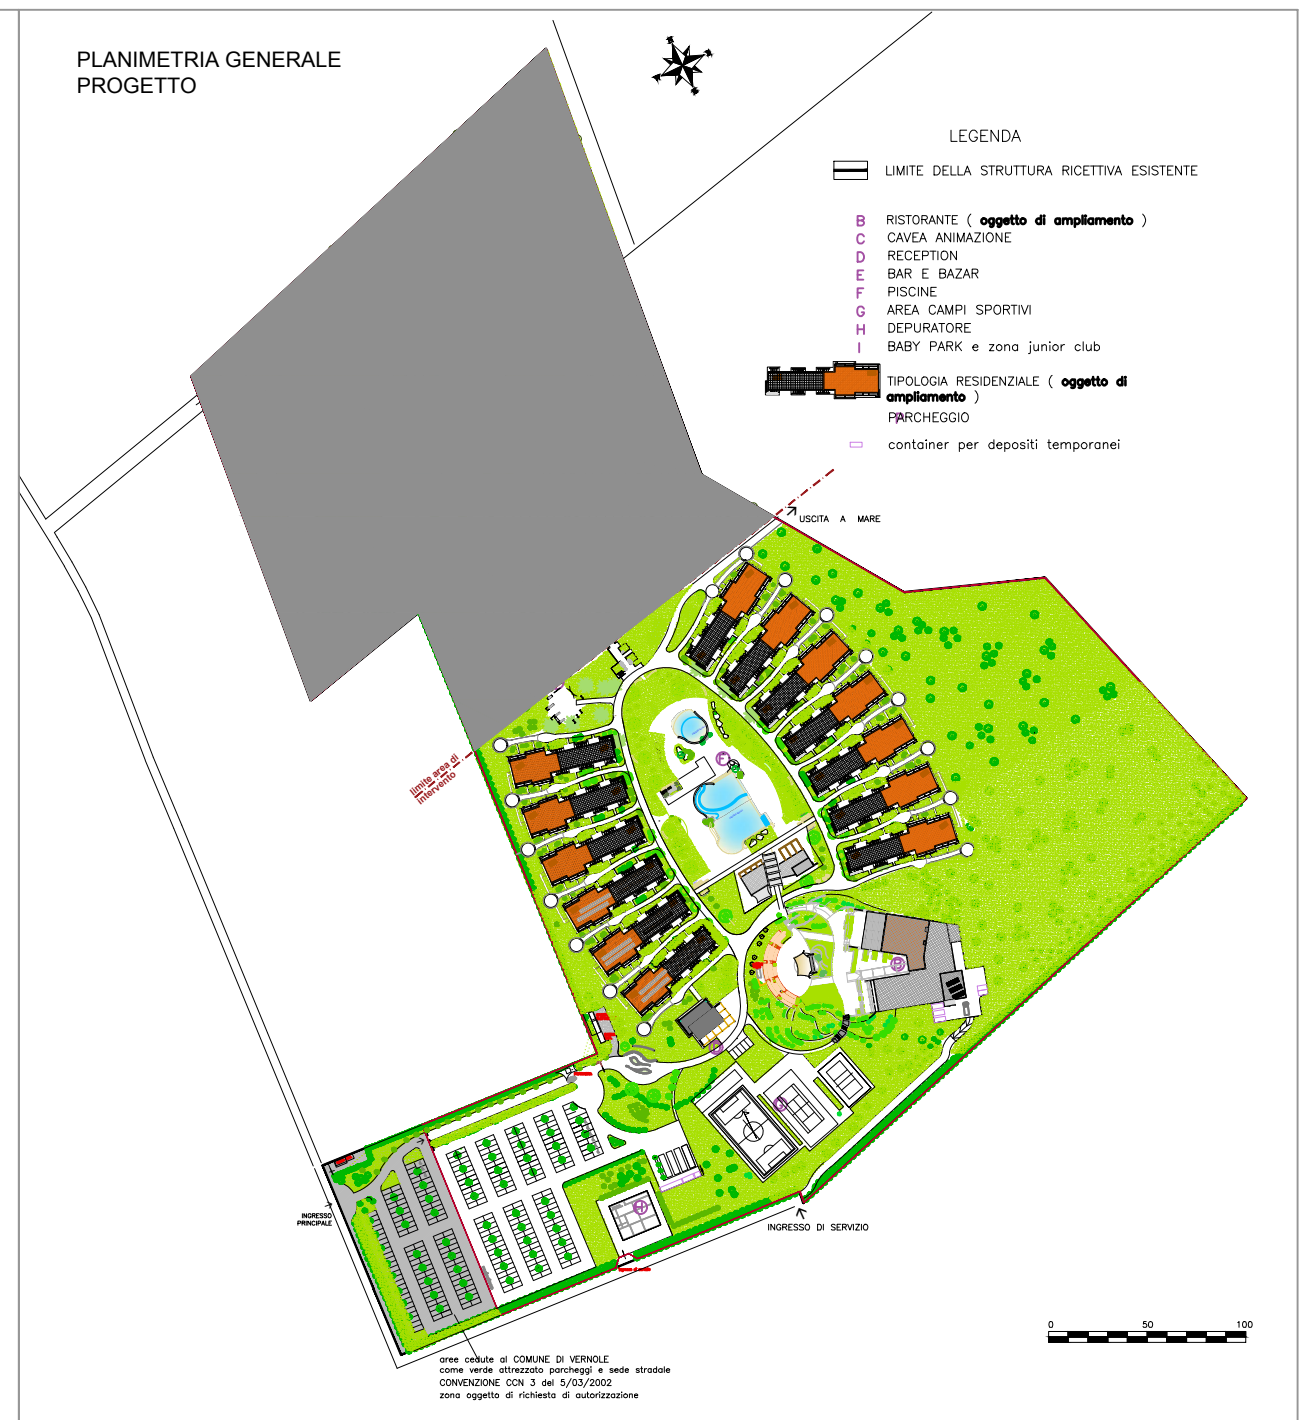 PLANIMETRIA GENERALE
PROGETTO
LEGENDA
LIMITE DELLA STRUTTURA RICETTIVA ESISTENTE
B RISTORANTE ( oggetto di ampliamento )
C CAVEA ANIMAZIONE
D RECEPTION
E BAR E BAZAR
F PISCINE
G AREA CAMPI SPORTIVI
H DEPURATORE
I BABY PARK e zona junior club
TIPOLOGIA RESIDENZIALE ( oggetto di
ampliamento )
P PARCHEGGIO
container per depositi temporanei
USCITA A MARE
limite area di
intervento
F
B
D
G
H
INGRESSO
PRINCIPALE
INGRESSO DI SERVIZIO
0 50 100
aree cedute al COMUNE DI VERNOLE
come verde attrezzato parcheggi e sede stradale
CONVENZIONE CCN 3 del 5/03/2002
zona oggetto di richiesta di autorizzazione